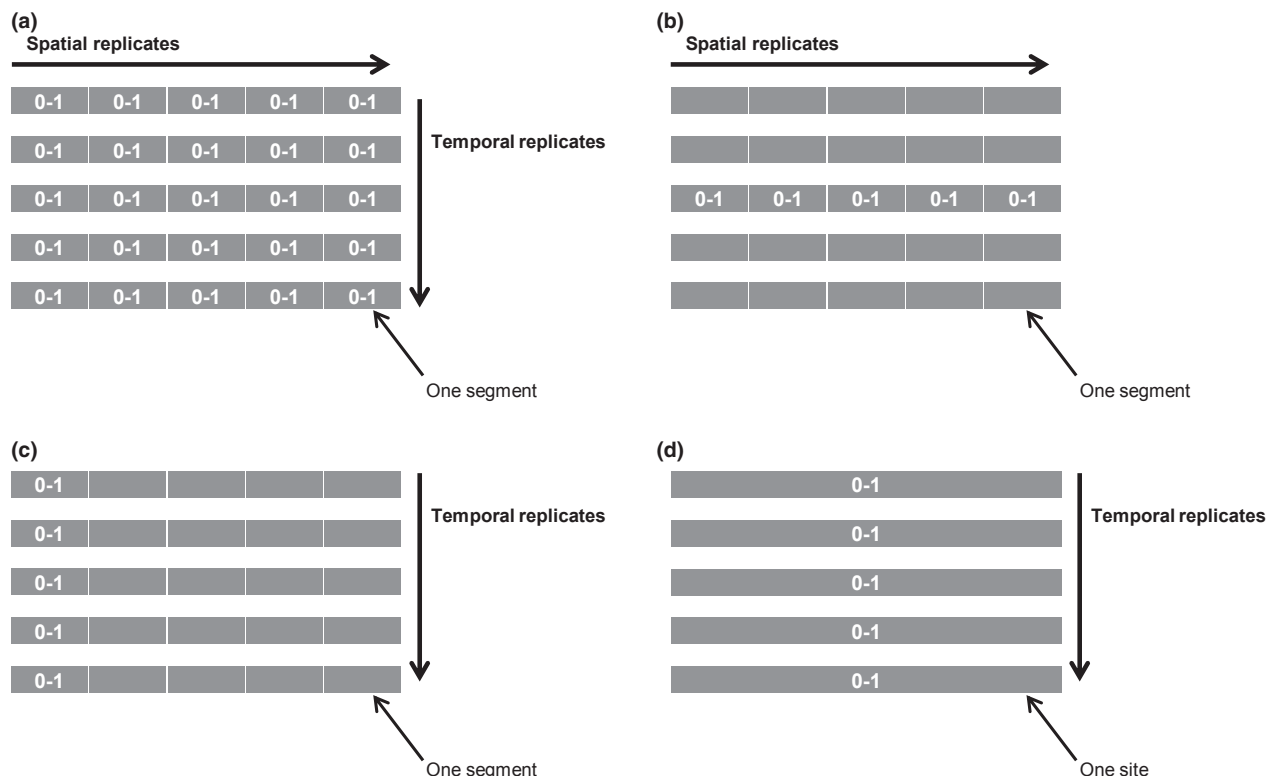 (a)
Spatial replicates
0-1 0-1 0-1 0-1 0-1
Temporal replicates
0-1 0-1 0-1 0-1 0-1
0-1 0-1 0-1 0-1 0-1
0-1 0-1 0-1 0-1 0-1
0-1 0-1 0-1 0-1 0-1
One segment
(b)
Spatial replicates
0-1 0-1 0-1 0-1 0-1
One segment
(c)
0-1
Temporal replicates
0-1
0-1
0-1
0-1
One segment
(d)
0-1
Temporal replicates
0-1
0-1
0-1
0-1
One site